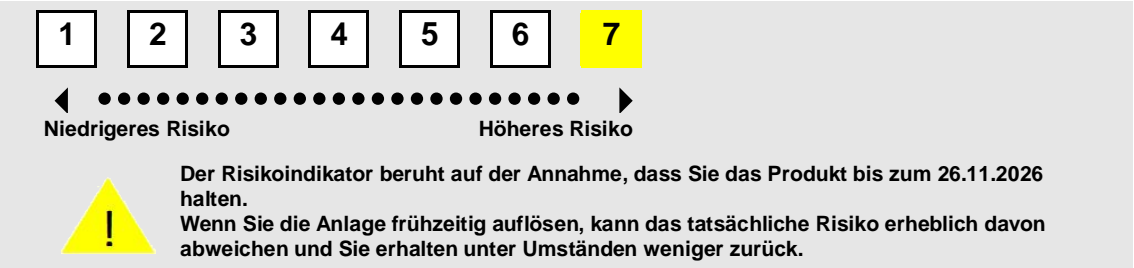 1 2 3 4 5 6 7
Niedrigeres Risiko Höheres Risiko
Der Risikoindikator beruht auf der Annahme, dass Sie das Produkt bis zum 26.11.2026
halten.
Wenn Sie die Anlage frühzeitig auflösen, kann das tatsächliche Risiko erheblich davon
abweichen und Sie erhalten unter Umständen weniger zurück.
!